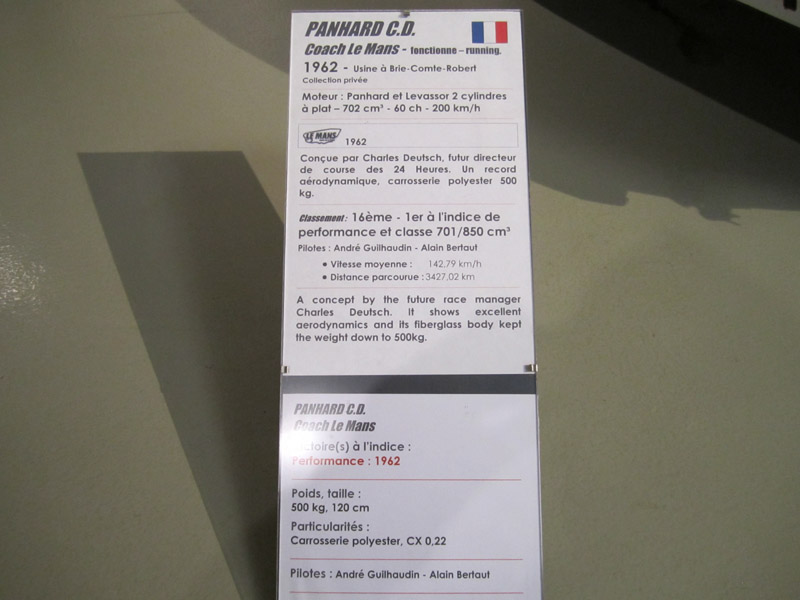 PANHARD C.D.
Coach Le Mans - fonctionne – running.
1962 - Usine à Brie-Comte-Robert
Collection privée
Moteur : Panhard et Levassor 2 cylindres
à plat – 702 cm³ - 60 ch - 200 km/h
LE MANS 1962
Conçue par Charles Deutsch, futur directeur
de course des 24 Heures. Un record
aérodynamique, carrosserie polyester 500
kg.
Classement : 16ème - 1er à l'indice de
performance et classe 701/850 cm³
Pilotes : André Guilhaudin - Alain Bertaut
• Vitesse moyenne : 142,79 km/h
• Distance parcourue : 3427,02 km
A concept by the future race manager
Charles Deutsch. It shows excellent
aerodynamics and its fiberglass body kept
the weight down to 500kg.
PANHARD C.D.
Coach Le Mans
à l'indice :
Performance : 1962
Poids, taille :
500 kg, 120 cm
Particularités :
Carrosserie polyester, CX 0,22
Pilotes : André Guilhaudin - Alain Bertaut